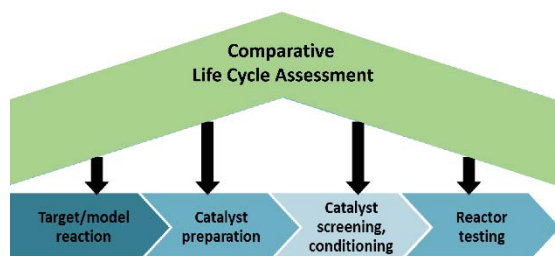 Comparative
Life Cycle Assessment
Target/model
reaction
Catalyst
preparation
Catalyst
screening,
conditioning
Reactor
testing